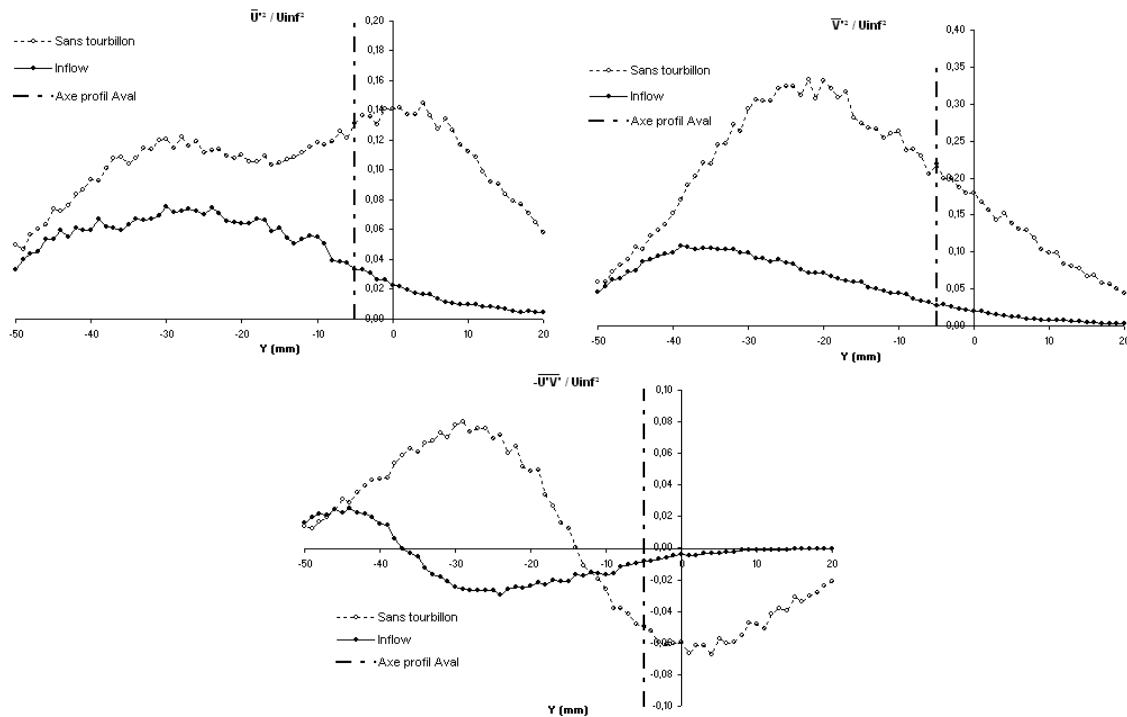 U'² / Uinf²
Sans tourbillon
Inflow
Axe profil Aval
0,20
0,18
0,16
0,14
0,12
0,10
0,08
0,06
0,04
0,02
0,00
-50 -40 -30 -20 -10 0 10 20
Y (mm)
V'² / Uinf²
Sans tourbillon
Inflow
Axe profil Aval
0,40
0,35
0,30
0,25
0,20
0,15
0,10
0,05
0,00
-50 -40 -30 -20 -10 0 10 20
Y (mm)
-U'V' / Uinf²
0,10
0,08
0,06
0,04
0,02
0,00
-0,02
-0,04
-0,06
-0,08
-0,10
-50 -40 -30 -20 -10 0 10 20
Sans tourbillon
Inflow
Axe profil Aval
Y (mm)